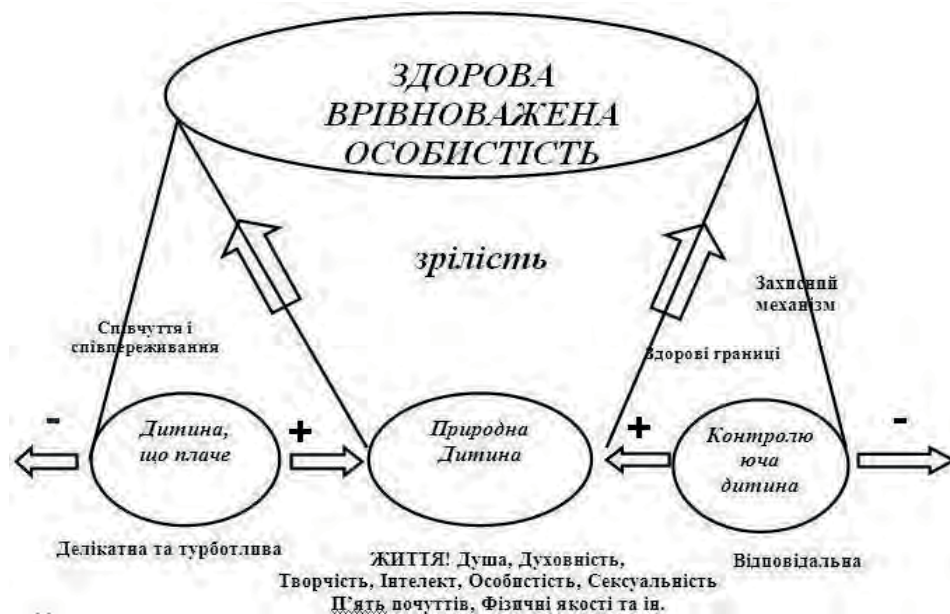 ЗДОРОВА
ВРІВНОВАЖЕНА
ОСОБИСТІСТЬ
зрілість
Захисний
механізм
Співчуття і
співпереживання
Здорові границі
-
+
+
-
Дитина,
що плаче
Природна
Дитина
Контролю
юча
дитина
Делікатна та турботлива
ЖИТТЯ! Душа, Духовність,
Творчість, Інтелект, Особистість, Сексуальність
П'ять почуттів, Фізичні якості та ін.
Відповідальна